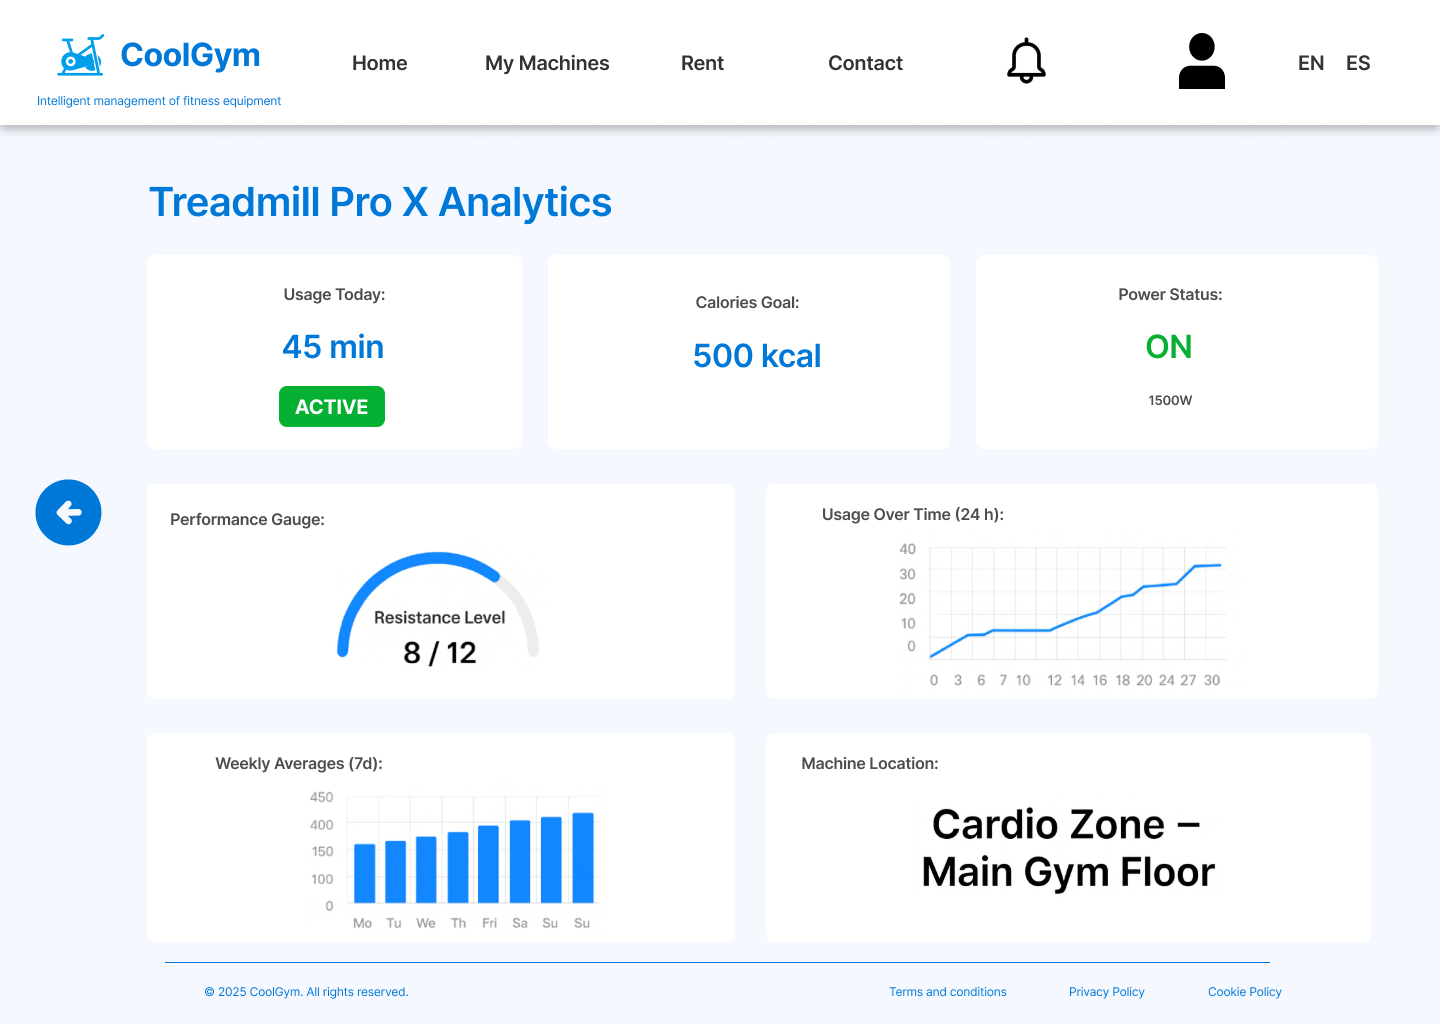 CoolGym
Intelligent management of fitness equipment
Home
My Machines
Rent
Contact
EN
ES
Treadmill Pro X Analytics
Usage Today:
45 min
ACTIVE
Calories Goal:
500 kcal
Power Status:
ON
1500W
Performance Gauge:
Resistance Level
8 / 12
Usage Over Time (24 h):
40
30
20
10
0
0 3 6 7 10 12 14 16 18 20 24 27 30
Weekly Averages (7d):
450
400
150
100
0
Mo Tu We Th Fri Sa Su Su
Machine Location:
Cardio Zone –
Main Gym Floor
© 2025 CoolGym. All rights reserved.
Terms and conditions
Privacy Policy
Cookie Policy